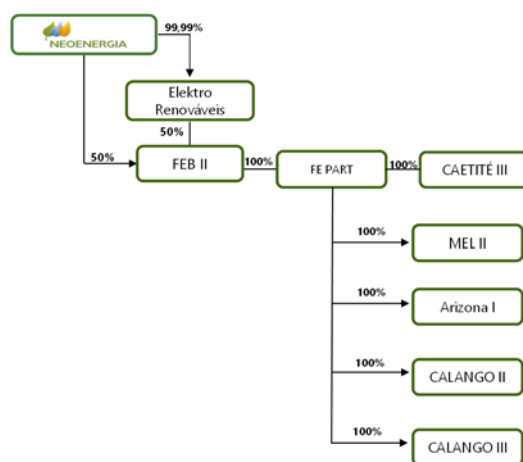 99,99%
NEOENERGIA
Elektro
Renováveis
50%
50%
FEB II
100%
FE PART
100%
CAETITÉ III
100%
MEL II
100%
Arizona I
100%
CALANGO II
100%
CALANGO III